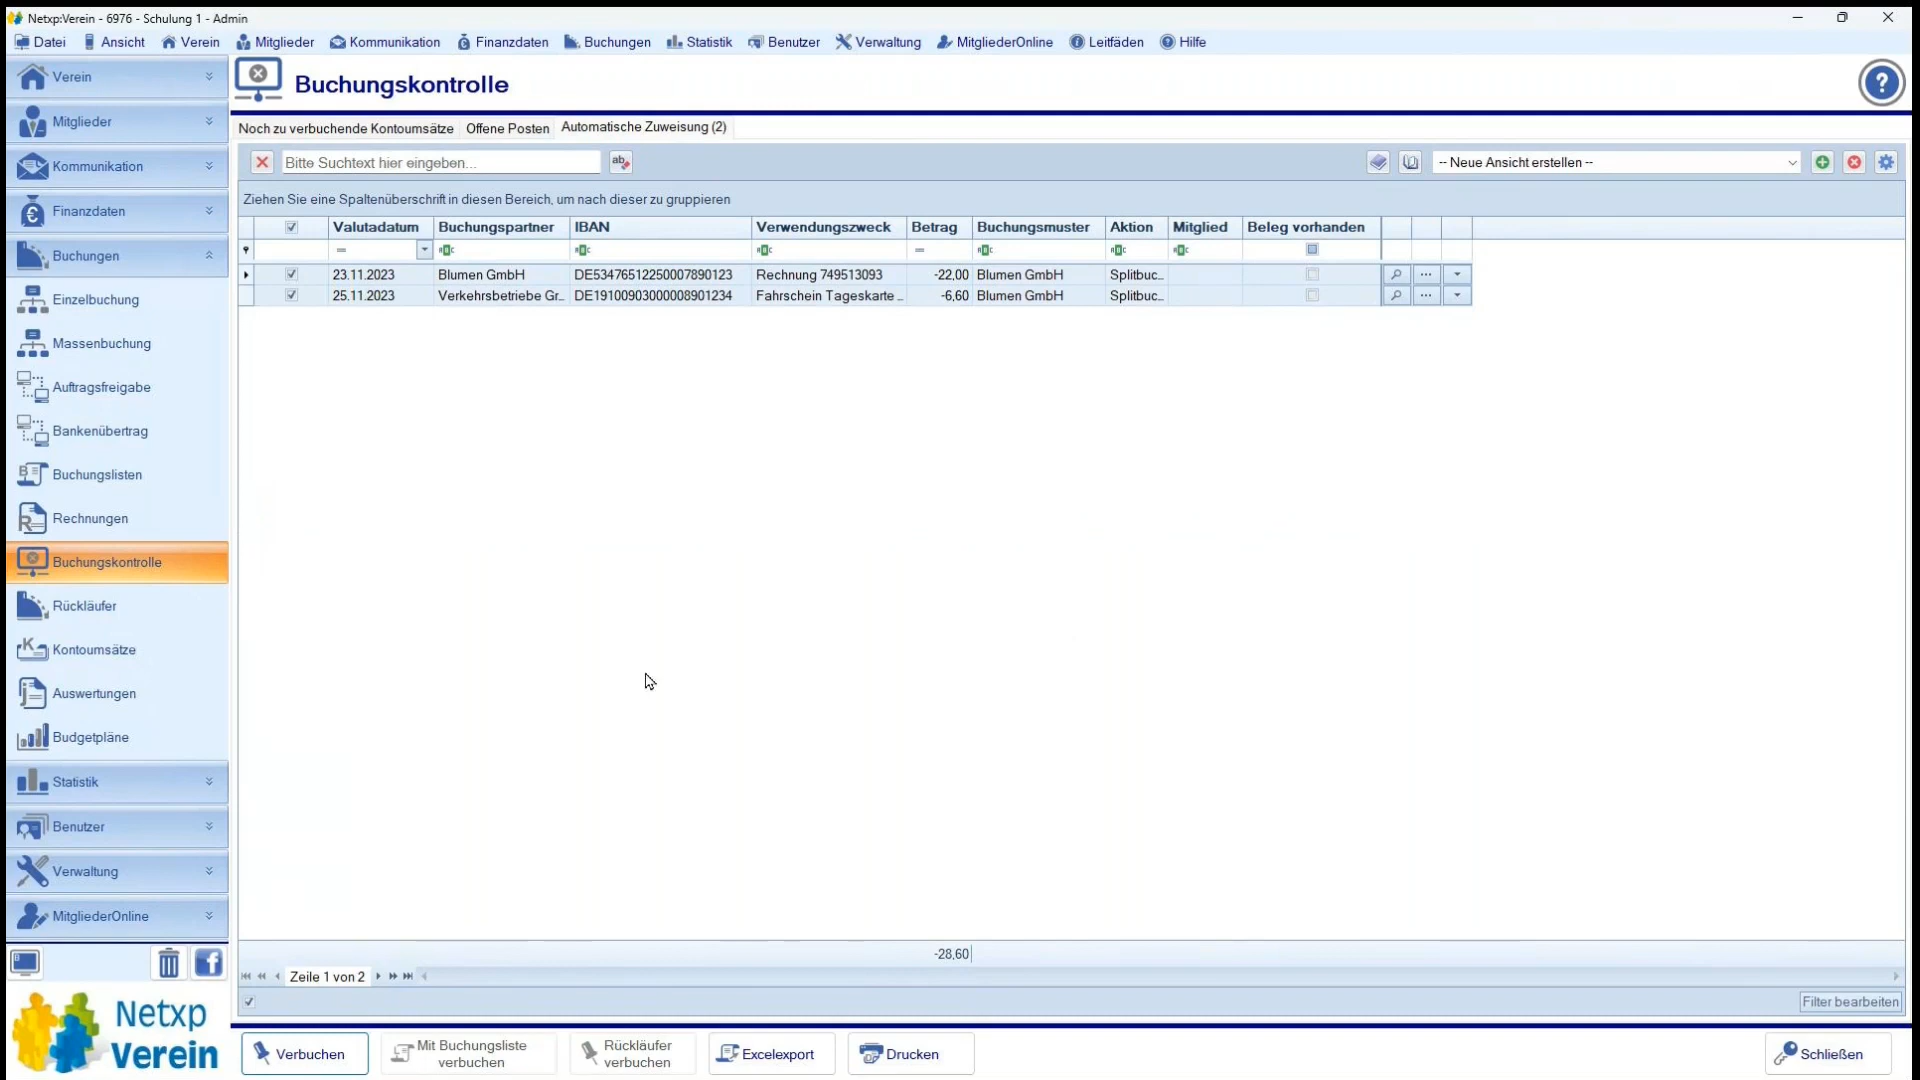 Netxp:Verein - 6976 - Schulung 1 - Admin
Datei Ansicht Verein Mitglieder Kommunikation Finanzdaten Buchungen Statistik Benutzer Verwaltung MitgliederOnline Leitfäden Hilfe
Verein
Mitglieder
Kommunikation
Finanzdaten
Buchungen
Einzelbuchung
Massenbuchung
Auftragsfreigabe
Bankenübertrag
Buchungslisten
Rechnungen
Buchungskontrolle
Rückläufer
Kontoumsätze
Auswertungen
Budgetpläne
Statistik
Benutzer
Verwaltung
MitgliederOnline
Netxp
Verein
Buchungskontrolle
?
Noch zu verbuchende Kontoumsätze Offene Posten Automatische Zuweisung (2)
Bitte Suchtext hier eingeben...
-- Neue Ansicht erstellen --
Ziehen Sie eine Spaltenüberschrift in diesen Bereich, um nach dieser zu gruppieren
Valutadatum Buchungspartner IBAN Verwendungszweck Betrag Buchungsmuster Aktion Mitglied Beleg vorhanden
23.11.2023 Blumen GmbH DE53476512250007890123 Rechnung 749513093 -22,00 Blumen GmbH Splitbuc...
25.11.2023 Verkehrsbetriebe Gr... DE19100903000008901234 Fahrschein Tageskarte ... -6,60 Blumen GmbH Splitbuc...
-28,60
Zeile 1 von 2
Filter bearbeiten
Verbuchen
Mit Buchungsliste
verbuchen
Rückläufer
verbuchen
Excelexport
Drucken
Schließen